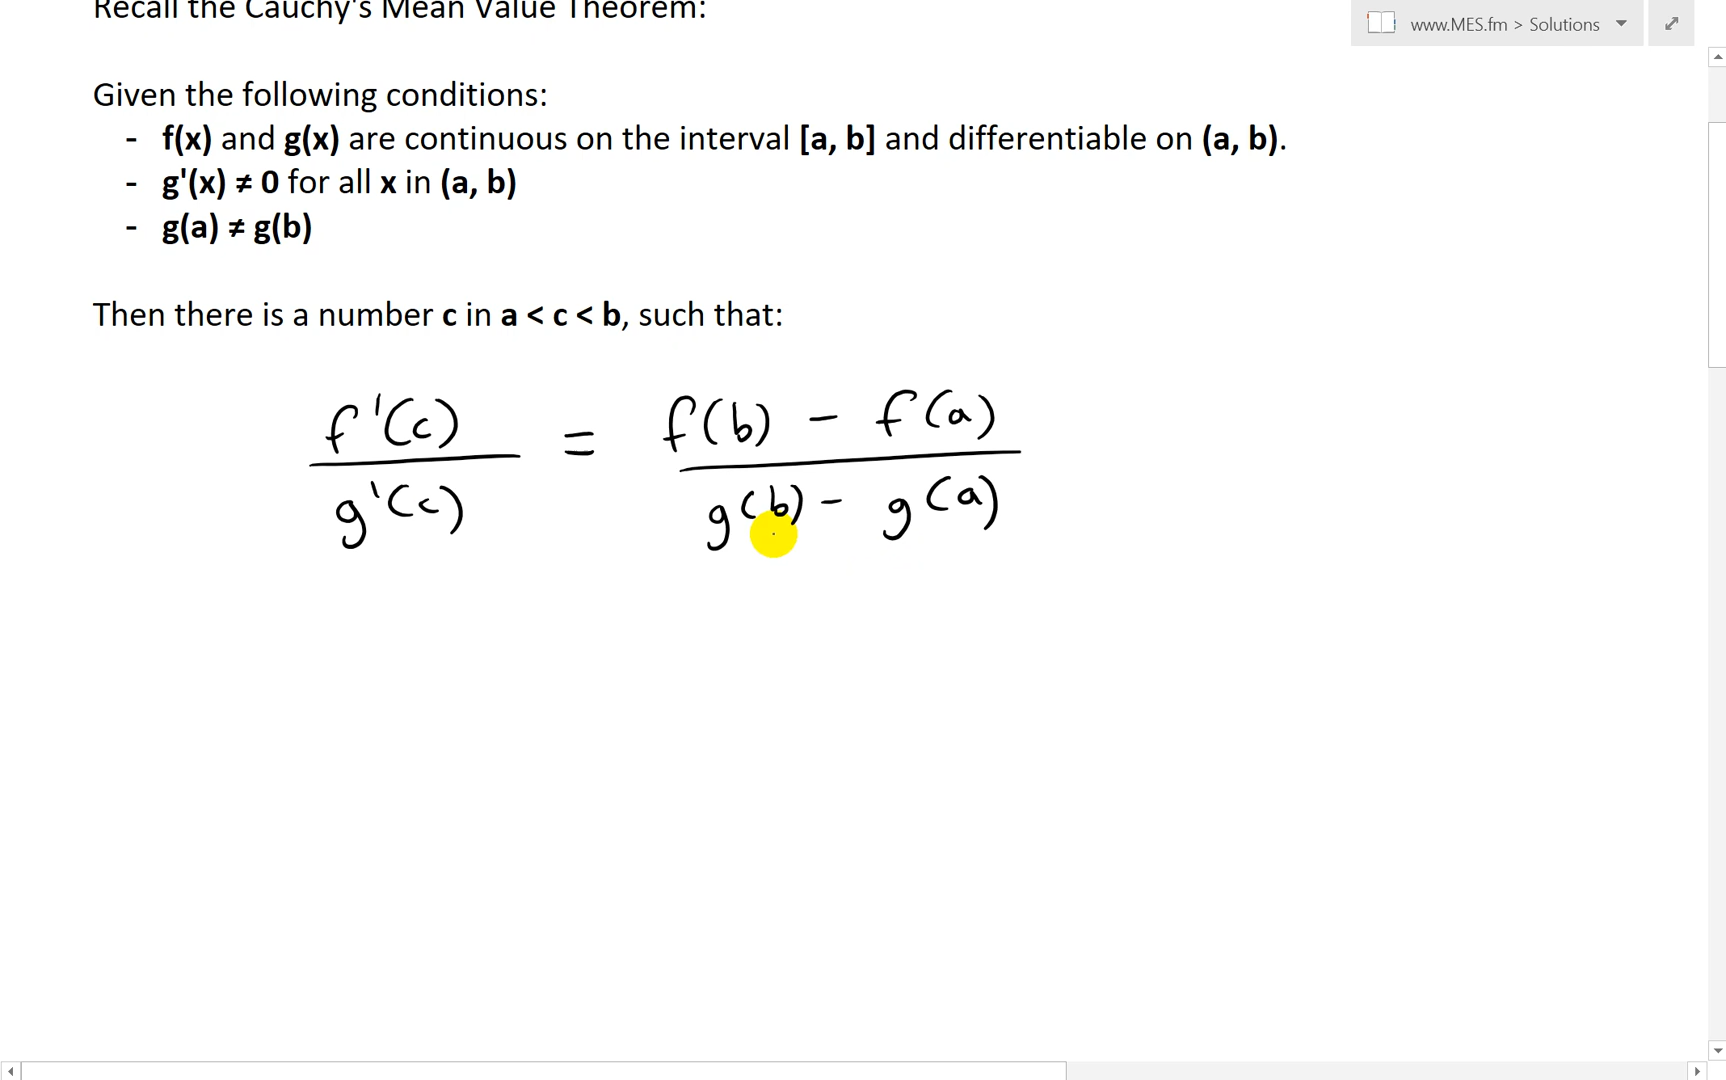 Recall the Cauchy's Mean Value Theorem:
www.MES.fm > Solutions
Given the following conditions:
- f(x) and g(x) are continuous on the interval [a, b] and differentiable on (a, b).
- g'(x) ≠ 0 for all x in (a, b)
- g(a) ≠ g(b)
Then there is a number c in a < c < b, such that:
f'(c) = f(b) - f(a)
g'(c) g(b) - g(a)